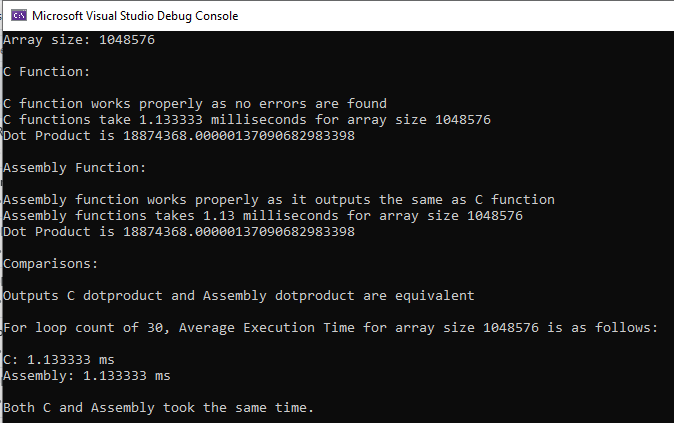 Microsoft Visual Studio Debug Console
Array size: 1048576
C Function:
C function works properly as no errors are found
C functions take 1.133333 milliseconds for array size 1048576
Dot Product is 18874368.00000137090682983398
Assembly Function:
Assembly function works properly as it outputs the same as C function
Assembly functions takes 1.13 milliseconds for array size 1048576
Dot Product is 18874368.00000137090682983398
Comparisons:
Outputs C dotproduct and Assembly dotproduct are equivalent
For loop count of 30, Average Execution Time for array size 1048576 is as follows:
C: 1.133333 ms
Assembly: 1.133333 ms
Both C and Assembly took the same time.